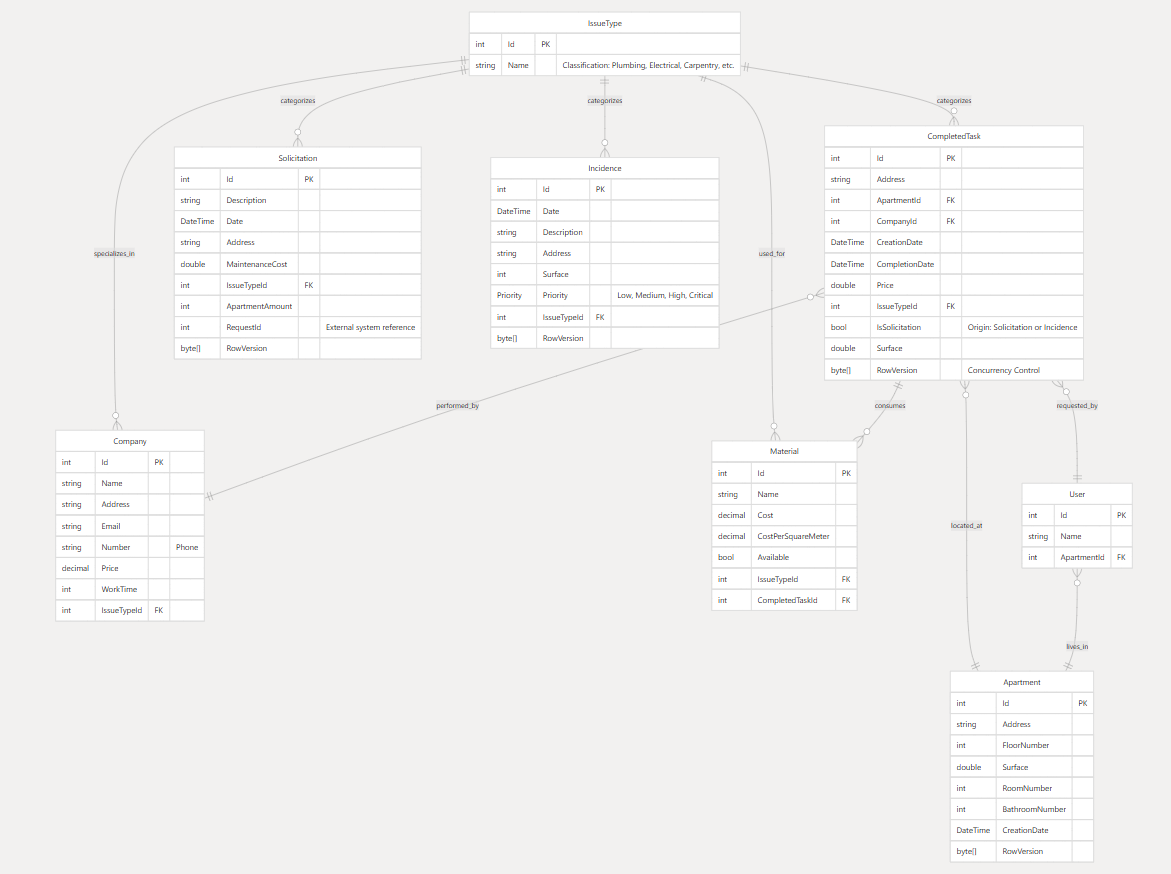 IssueType
int Id PK
string Name Classification: Plumbing, Electrical, Carpentry, etc.
categorizes
categorizes
categorizes
specializes_in
used_for
performed_by
consumes
requested_by
located_at
lives_in
Solicitation
int Id PK
string Description
DateTime Date
string Address
double MaintenanceCost
int IssueTypeId FK
int ApartmentAmount
int RequestId External system reference
byte[] RowVersion
Incidence
int Id PK
DateTime Date
string Description
string Address
int Surface
Priority Priority Low, Medium, High, Critical
int IssueTypeId FK
byte[] RowVersion
CompletedTask
int Id PK
string Address
int ApartmentId FK
int CompanyId FK
DateTime CreationDate
DateTime CompletionDate
double Price
int IssueTypeId FK
bool IsSolicitation Origin: Solicitation or Incidence
double Surface
byte[] RowVersion Concurrency Control
Company
int Id PK
string Name
string Address
string Email
string Number Phone
decimal Price
int WorkTime
int IssueTypeId FK
Material
int Id PK
string Name
decimal Cost
decimal CostPerSquareMeter
bool Available
int IssueTypeId FK
int CompletedTaskId FK
User
int Id PK
string Name
int ApartmentId FK
Apartment
int Id PK
string Address
int FloorNumber
double Surface
int RoomNumber
int BathroomNumber
DateTime CreationDate
byte[] RowVersion